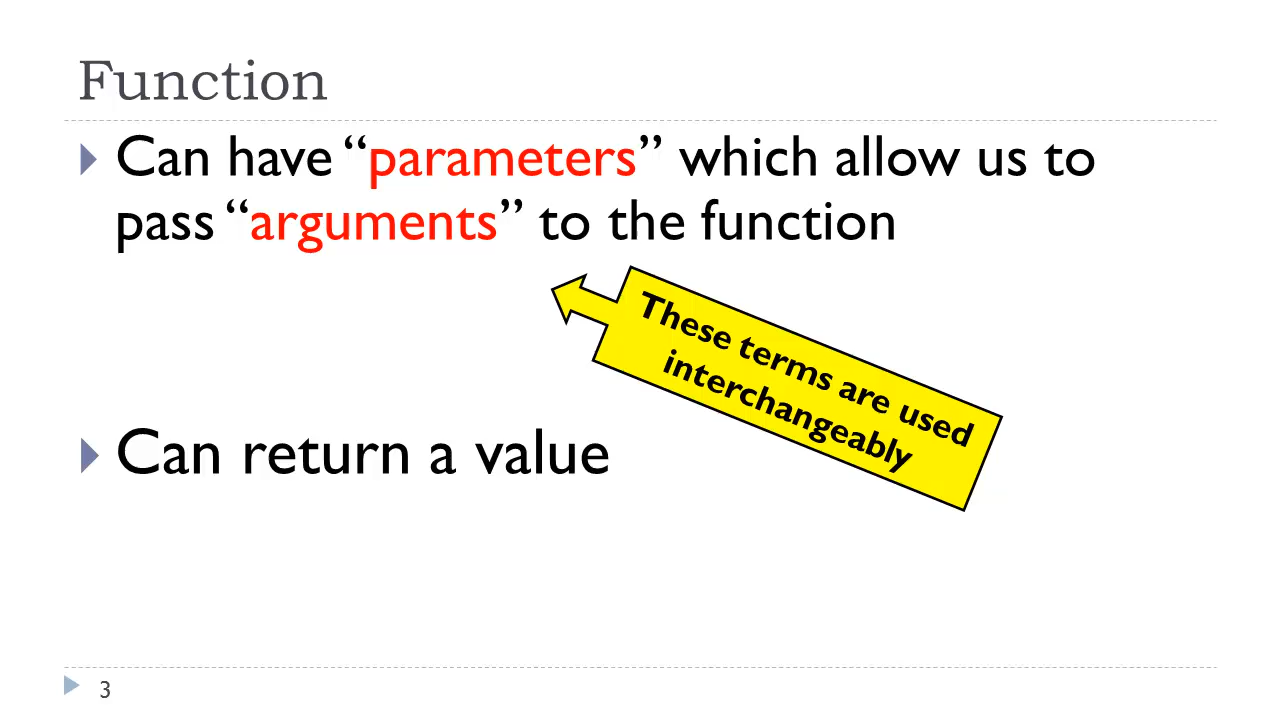 Function
Can have “parameters” which allow us to
pass “arguments” to the function
These terms are used
interchangeably
Can return a value
3